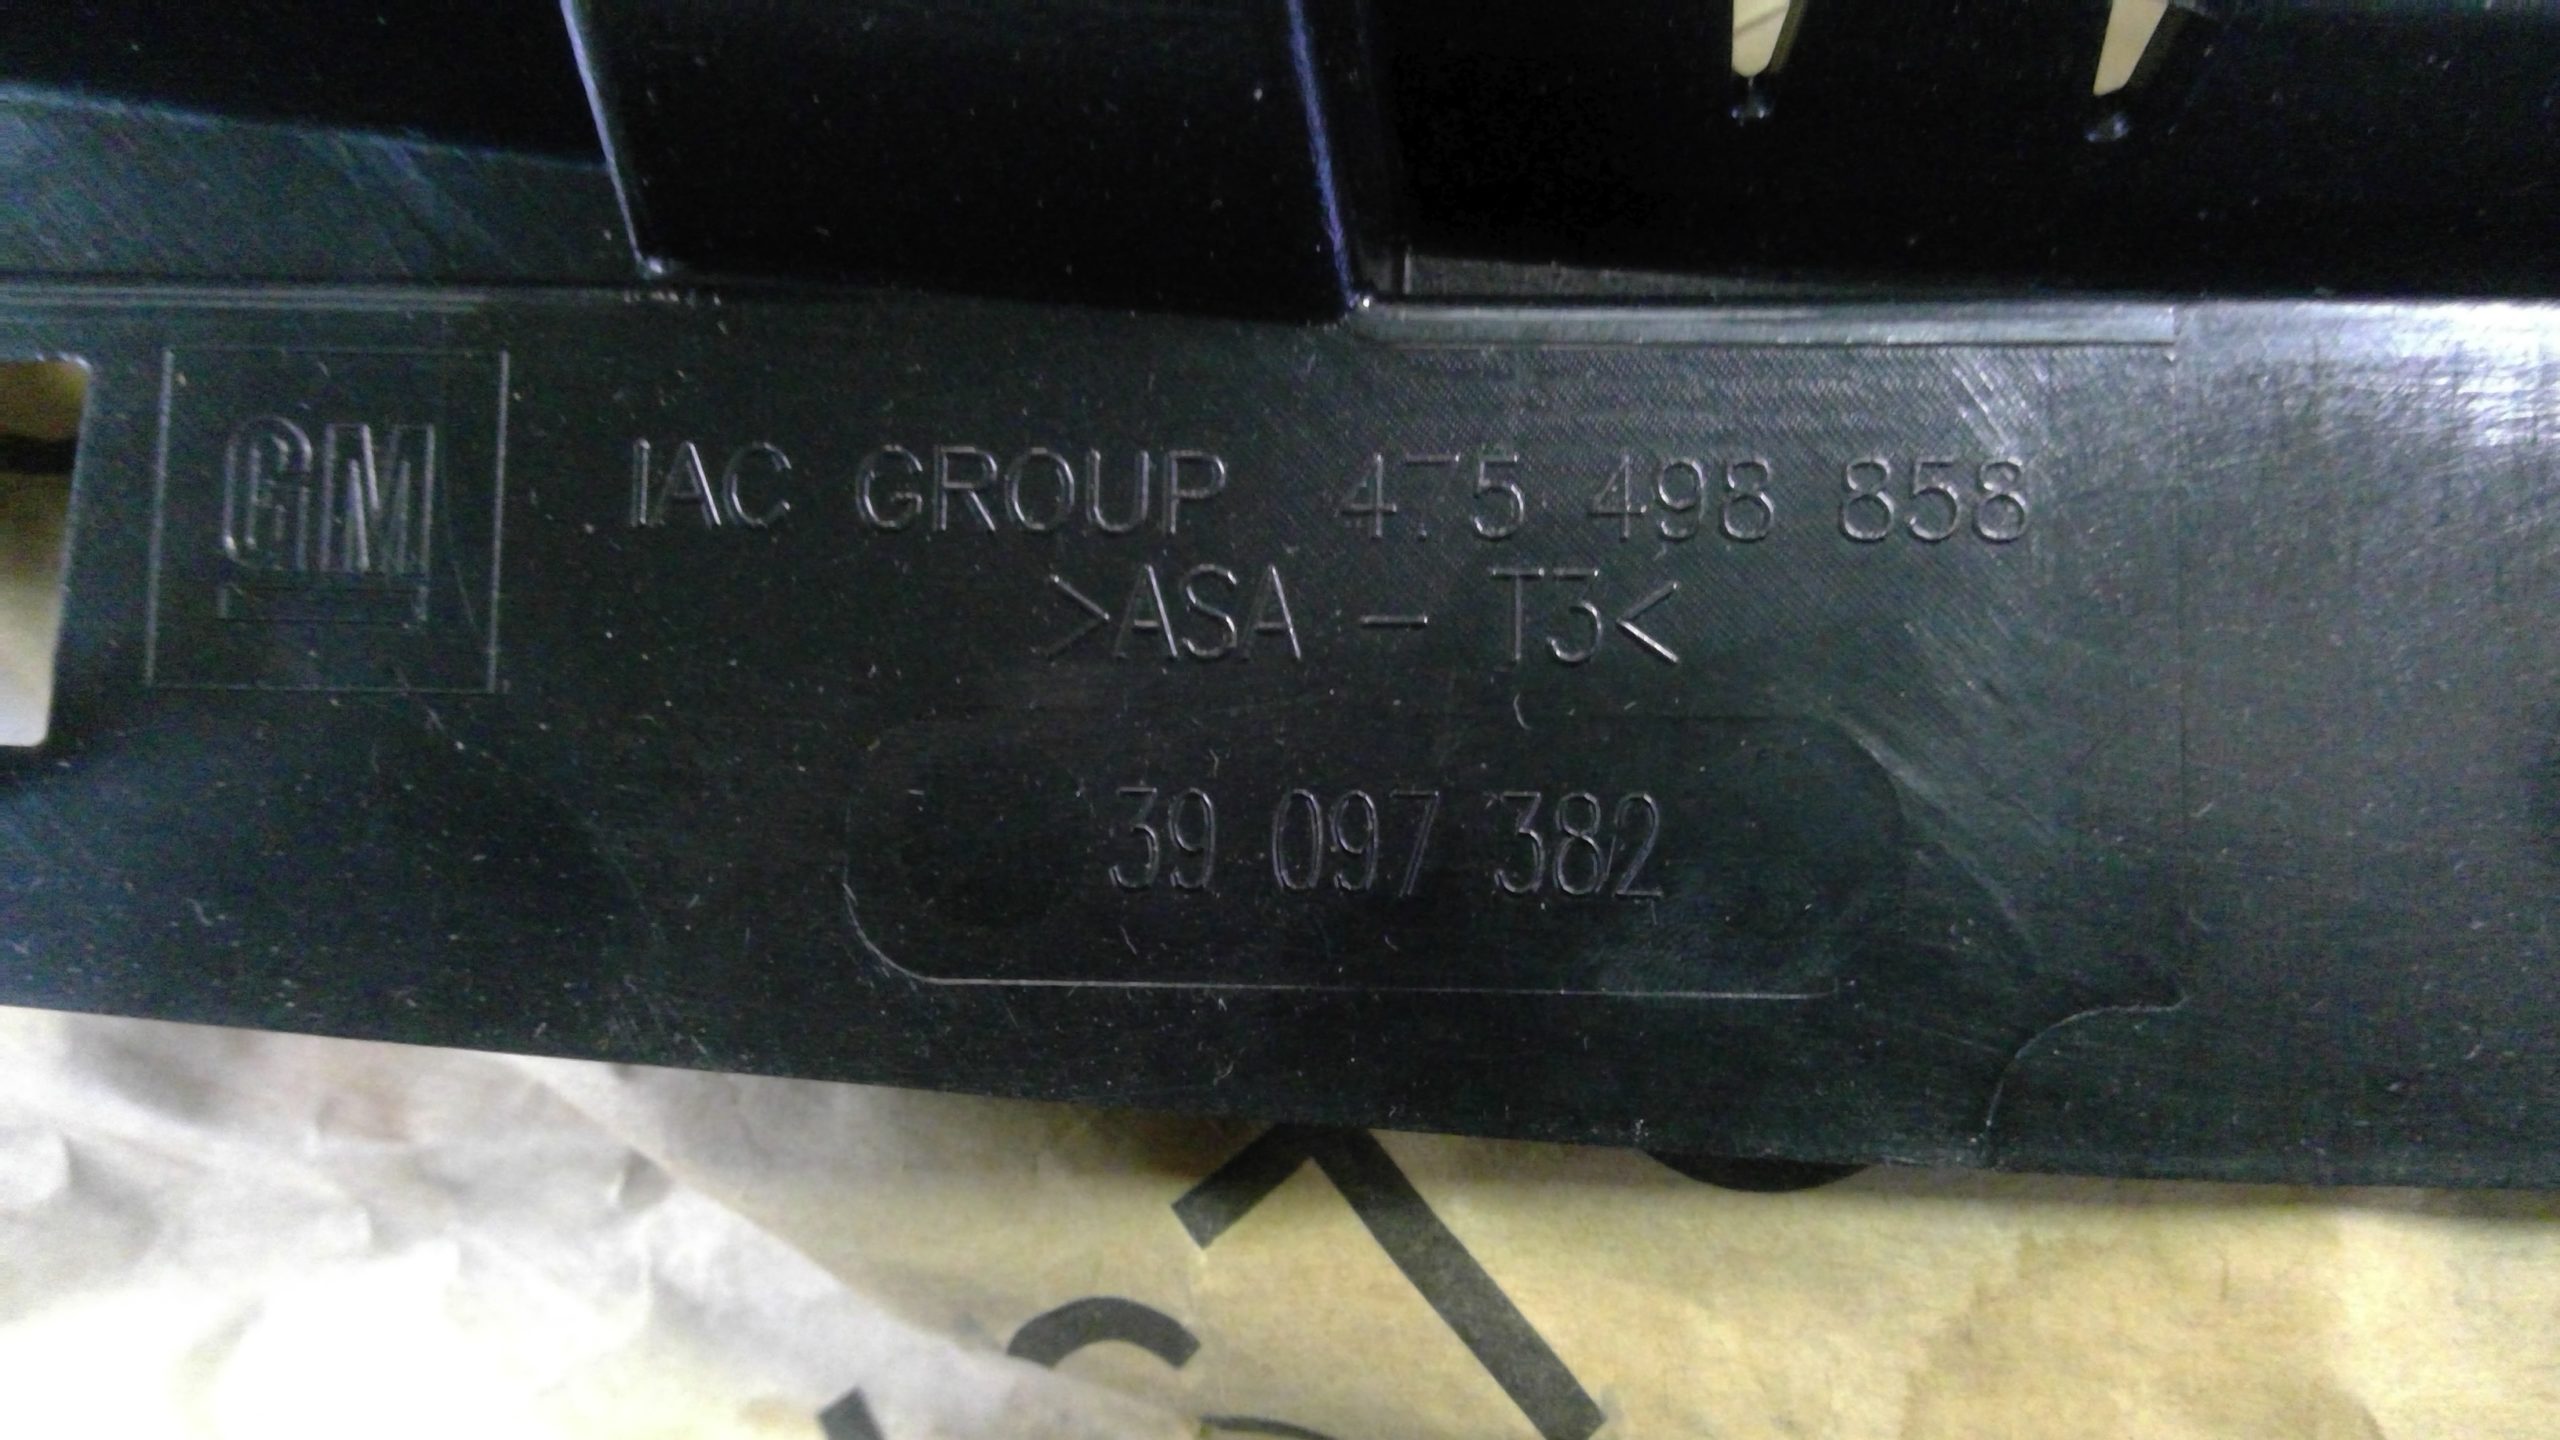 GM
IAC GROUP 475 498 858
>ASA - T3<
39 097 382